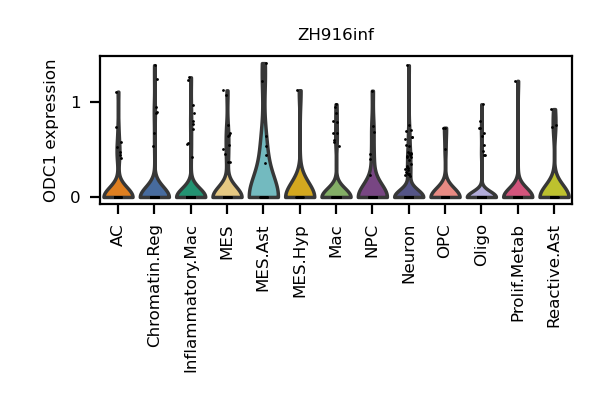 ZH916inf
ODC1 expression
1
0
AC
Chromatin.Reg
Inflammatory.Mac
MES
MES.Ast
MES.Hyp
Mac
NPC
Neuron
OPC
Oligo
Prolif.Metab
Reactive.Ast